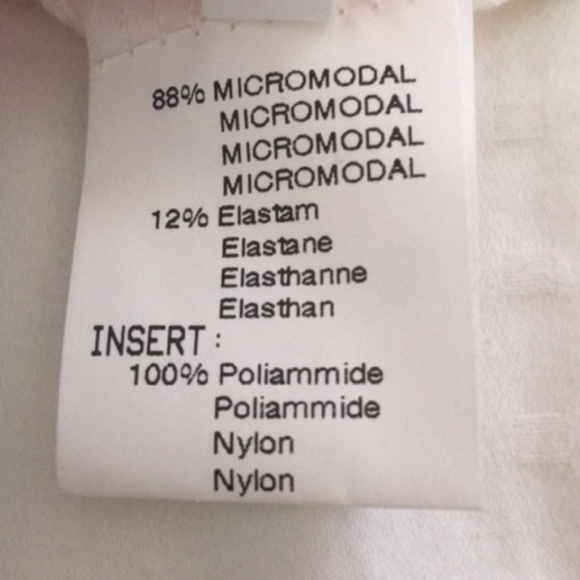 88% MICROMODAL
MICROMODAL
MICROMODAL
MICROMODAL
12% Elastam
Elastane
Elasthanne
Elasthan
INSERT :
100% Poliammide
Poliammide
Nylon
Nylon